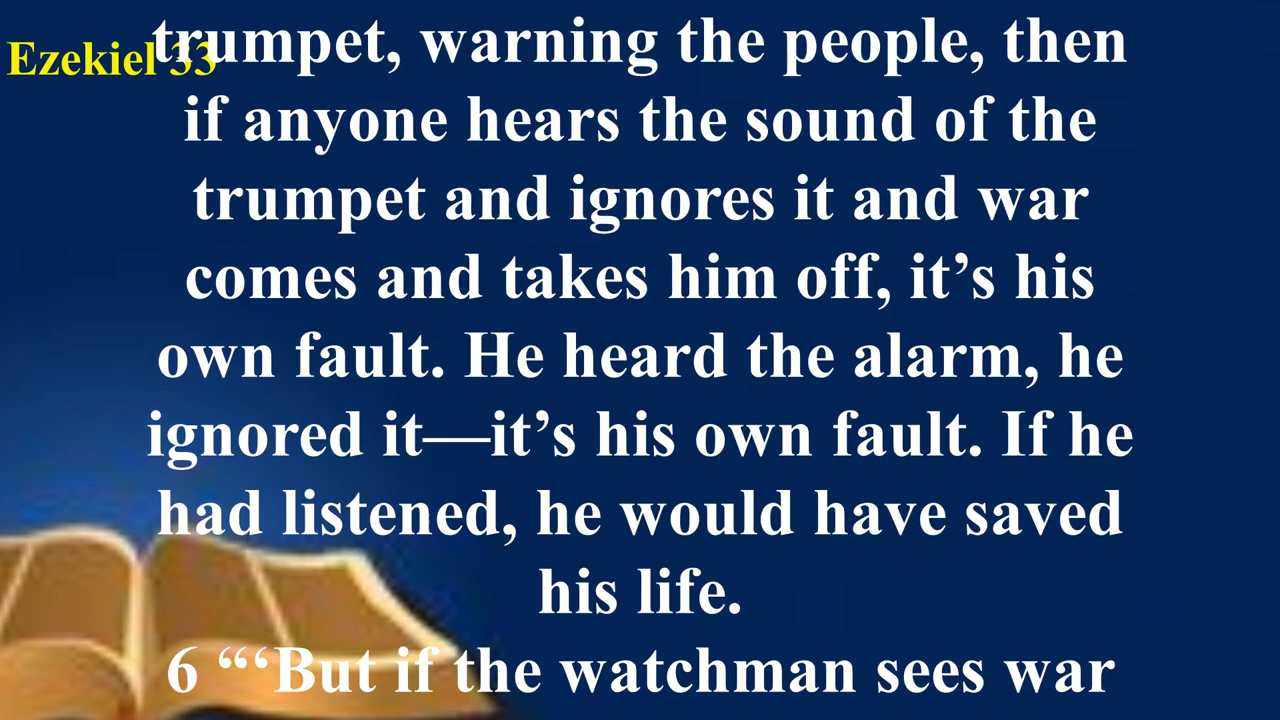 Ezekiel 33
trumpet, warning the people, then
if anyone hears the sound of the
trumpet and ignores it and war
comes and takes him off, it’s his
own fault. He heard the alarm, he
ignored it—it’s his own fault. If he
had listened, he would have saved
his life.
6 “‘But if the watchman sees war